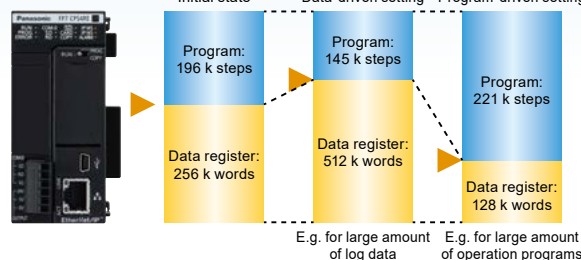 Initial state
Data-driven setting
Program-driven setting
Panasonic FP7 CPS4RE
Program:
196 k steps
Data register:
256 k words
Program:
145 k steps
Data register:
512 k words
Program:
221 k steps
Data register:
128 k words
E.g. for large amount
of log data
E.g. for large amount
of operation programs
EtherNet/IP